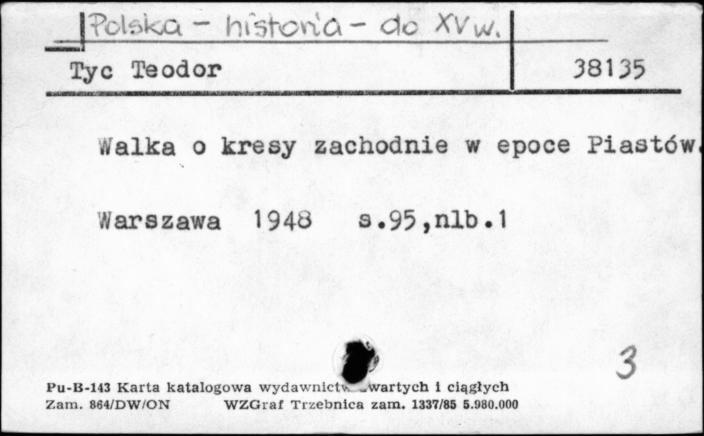 Polska - historia - do XV w.
Tyc Teodor 38135
Walka o kresy zachodnie w epoce Piastów.
Warszawa 1948 s.95,nlb.1
3
Pu-B-143 Karta katalogowa wydawnictw zwartych i ciągłych
Zam. 864/DW/ON WZGraf Trzebnica zam. 1337/85 5.980.000